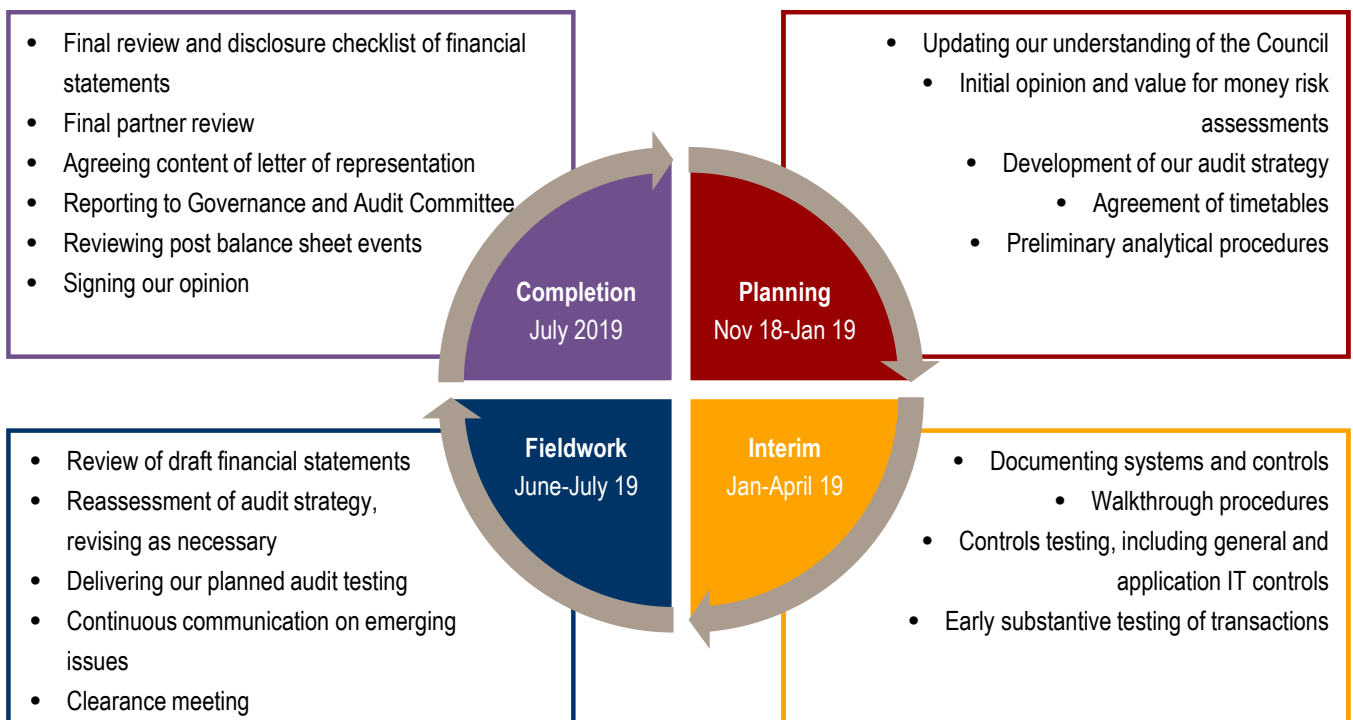 • Final review and disclosure checklist of financial
statements
• Final partner review
• Agreeing content of letter of representation
• Reporting to Governance and Audit Committee
• Reviewing post balance sheet events
• Signing our opinion
• Updating our understanding of the Council
• Initial opinion and value for money risk
assessments
• Development of our audit strategy
• Agreement of timetables
• Preliminary analytical procedures
Completion
July 2019
Planning
Nov 18-Jan 19
Fieldwork
June-July 19
Interim
Jan-April 19
• Review of draft financial statements
• Reassessment of audit strategy,
revising as necessary
• Delivering our planned audit testing
• Continuous communication on emerging
issues
• Clearance meeting
• Documenting systems and controls
• Walkthrough procedures
• Controls testing, including general and
application IT controls
• Early substantive testing of transactions